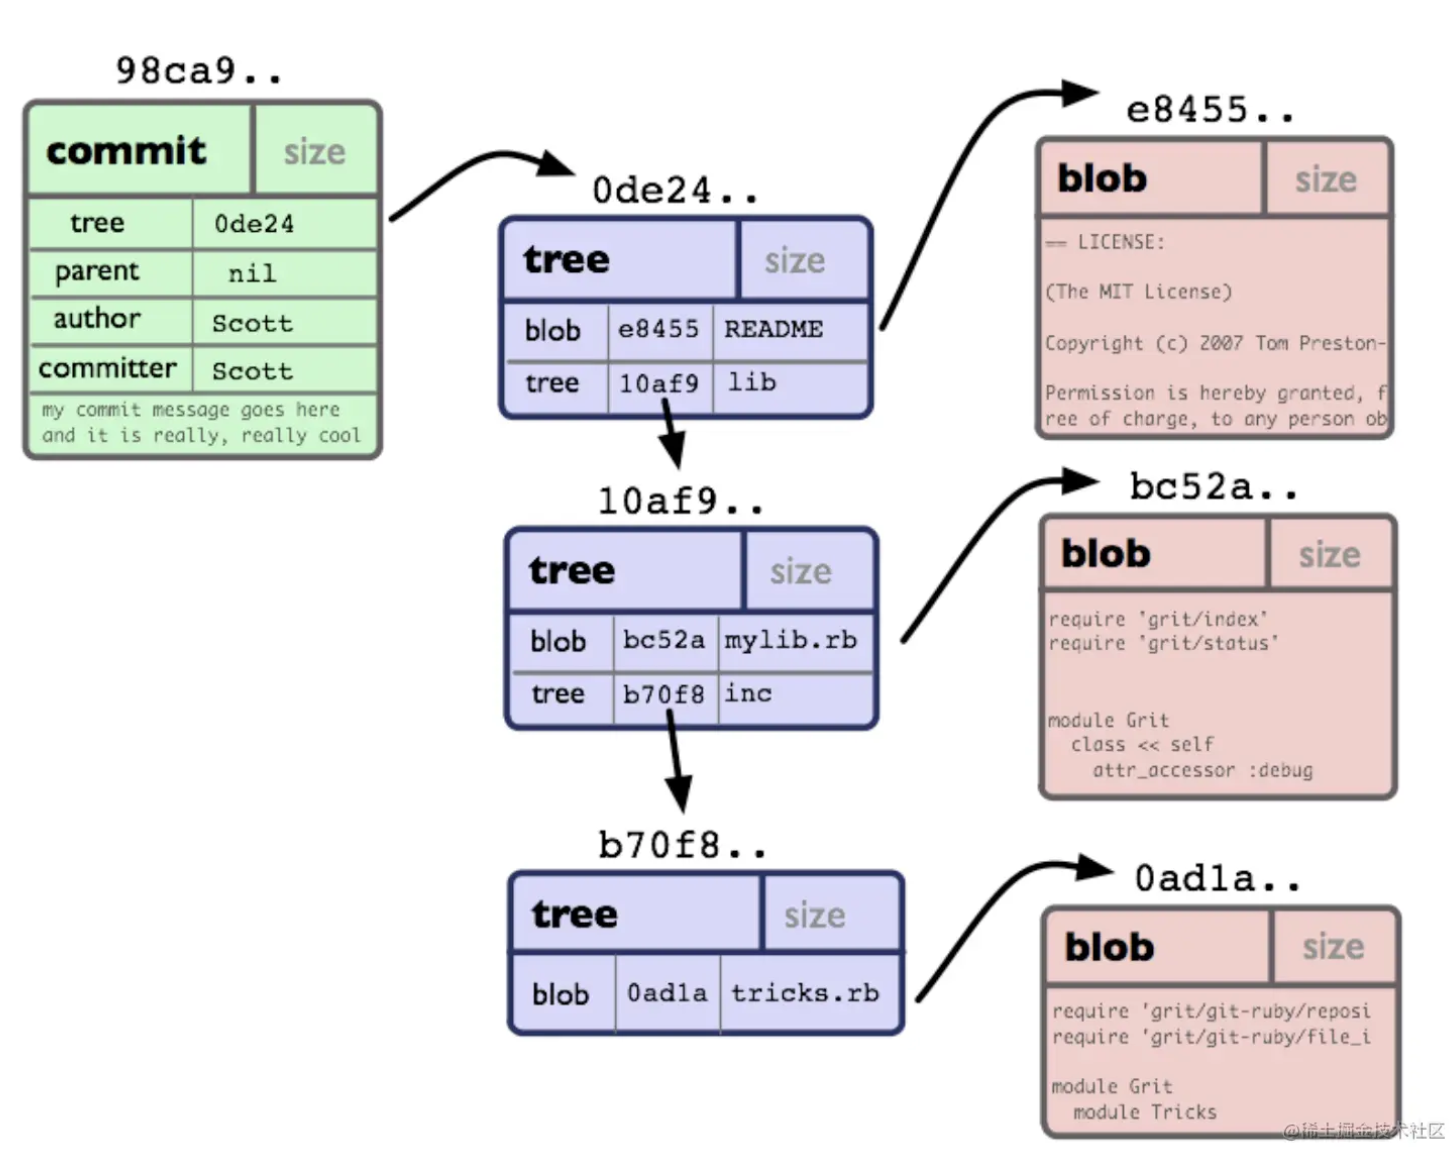 98ca9..
commit size
tree 0de24
parent nil
author Scott
committer Scott
my commit message goes here
and it is really, really cool
0de24..
tree size
blob e8455 README
tree 10af9 lib
10af9..
tree size
blob bc52a mylib.rb
tree b70f8 inc
b70f8..
tree size
blob 0ad1a tricks.rb
e8455..
blob size
== LICENSE:
(The MIT License)
Copyright (c) 2007 Tom Preston-
Permission is hereby granted, f
ree of charge, to any person ob
bc52a..
blob size
require 'grit/index'
require 'grit/status'
module Grit
class << self
attr_accessor :debug
0ad1a..
blob size
require 'grit/git-ruby/reposi
require 'grit/git-ruby/file_i
module Grit
module Tricks
@稀土掘金技术社区